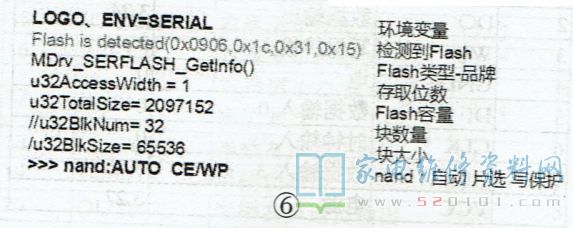 LOGO、ENV=SERIAL 环境变量
Flash is detected(0x0906,0x1c,0x31,0x15) 检测到Flash
MDrv_SERFLASH_GetInfo() Flash类型-品牌
u32AccessWidth = 1 存取位数
u32TotalSize= 2097152 Flash容量
//u32BlkNum= 32 块数量
/u32BlkSize= 65536 块大小
>>> nand:AUTO CE/WP nand 自动 片选 写保护
家电维修资料网
www.520101.com
⑥